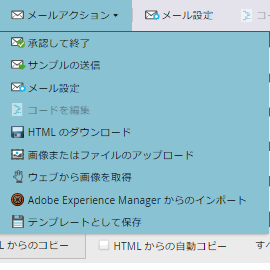 メールアクション メール設定 コ
承認して終了
サンプルの送信
メール設定
コードを編集
HTML のダウンロード
画像またはファイルのアップロード
ウェブから画像を取得
Adobe Experience Manager からのインポート
テンプレートとして保存
L からのコピー HTML からの自動コピー すべ